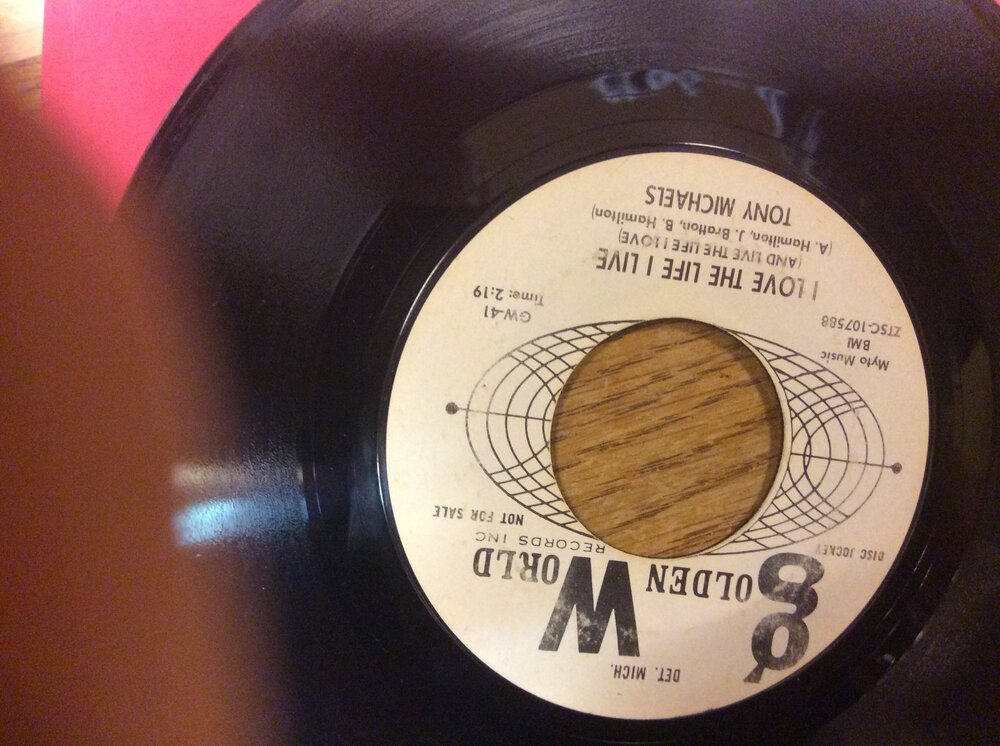 DET. MICH.
gOLDEN WORLD
RECORDS INC
DISC JOCKEY
NOT FOR SALE
Myto Music
BMI
ZTSC-107588
GW-41
Time: 2:19
I LOVE THE LIFE I LIVE
(AND LIVE THE LIFE I LOVE)
(A. Hamilton, J. Bratton, B. Hamilton)
TONY MICHAELS